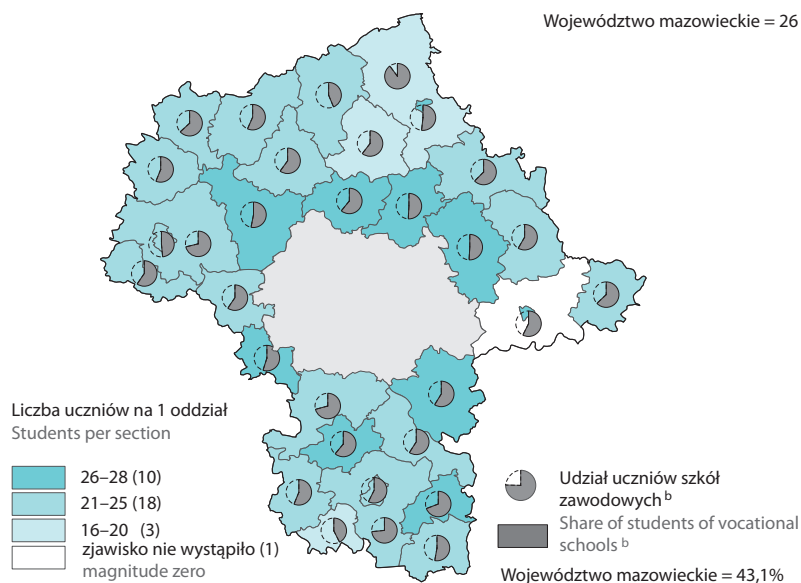 Województwo mazowieckie = 26
Liczba uczniów na 1 oddział
Students per section
26–28 (10)
21–25 (18)
16–20 (3)
zjawisko nie wystąpiło (1)
magnitude zero
Udział uczniów szkół
zawodowych b
Share of students of vocational
schools b
Województwo mazowieckie = 43,1%